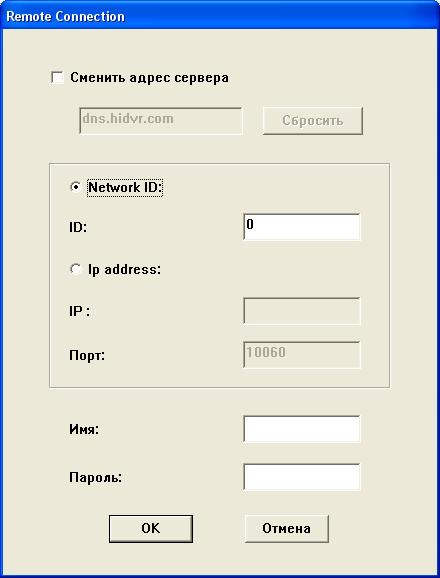 Remote Connection
Сменить адрес сервера
dns.hidvr.com Сбросить
Network ID:
ID: 0
Ip address:
IP :
Порт: 10060
Имя:
Пароль:
OK Отмена